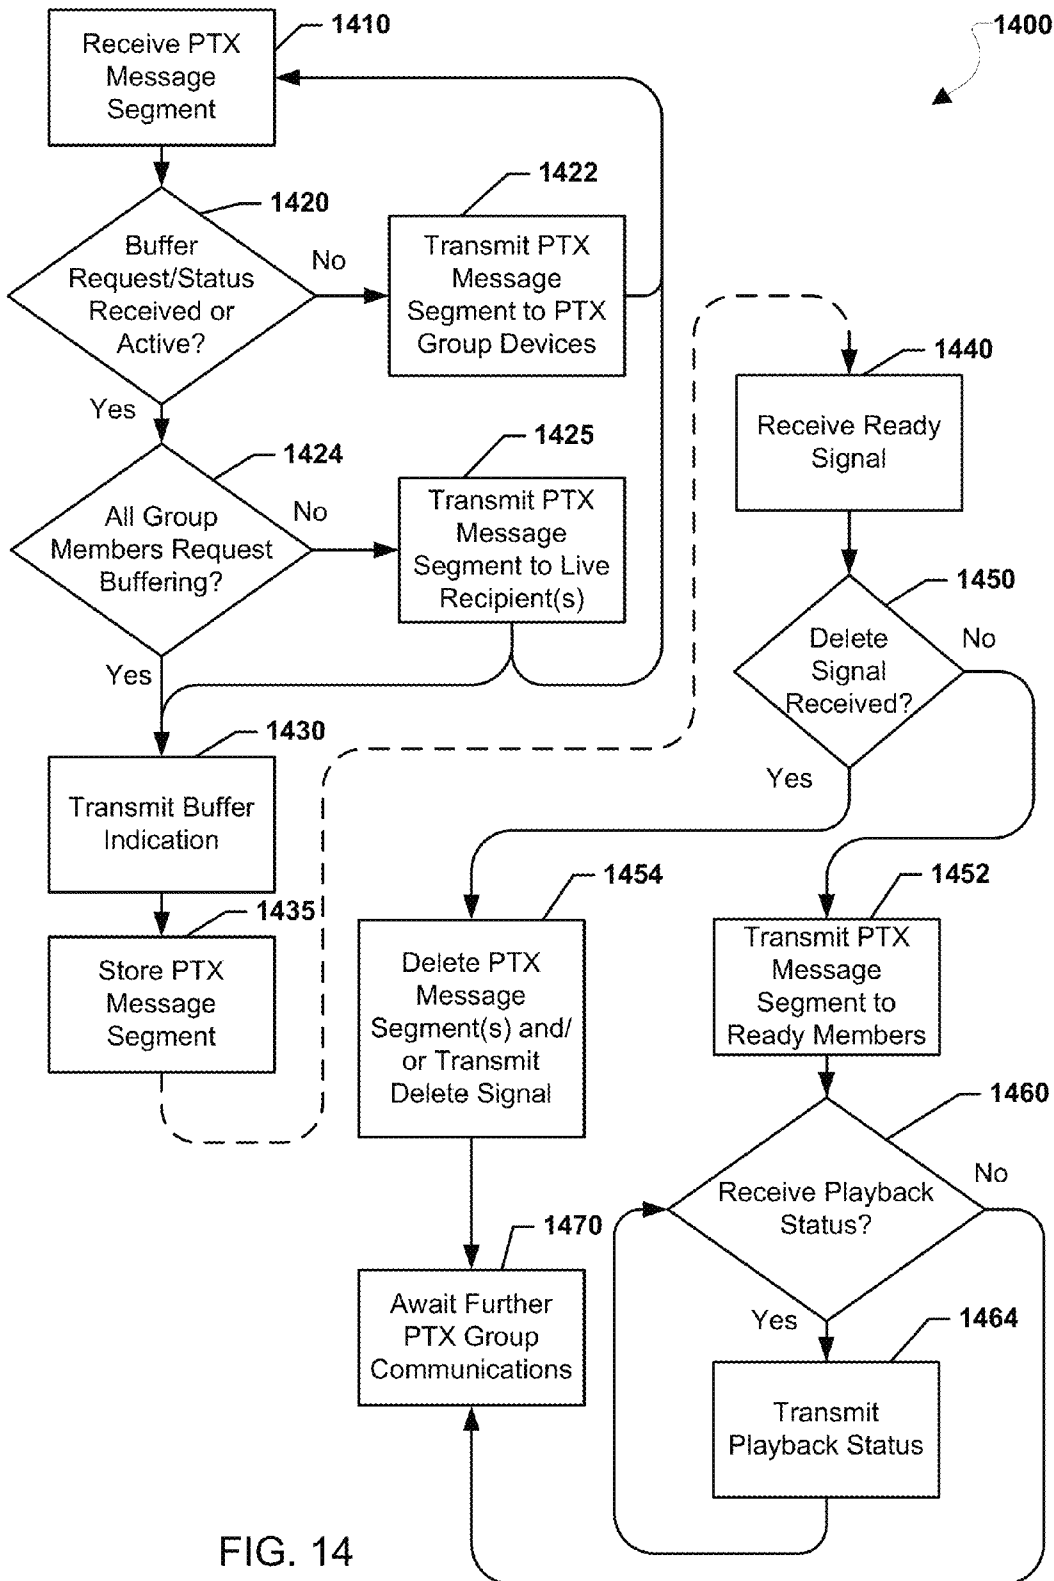 1400
1410
Receive PTX
Message
Segment
1420
Buffer
Request/Status
Received or
Active?
No
Yes
1422
Transmit PTX
Message
Segment to PTX
Group Devices
1424
All Group
Members Request
Buffering?
No
Yes
1425
Transmit PTX
Message
Segment to Live
Recipient(s)
1430
Transmit Buffer
Indication
1435
Store PTX
Message
Segment
1440
Receive Ready
Signal
1450
Delete
Signal
Received?
No
Yes
1454
Delete PTX
Message
Segment(s) and/
or Transmit
Delete Signal
1452
Transmit PTX
Message
Segment to
Ready Members
1460
Receive Playback
Status?
No
Yes
1464
Transmit
Playback Status
1470
Await Further
PTX Group
Communications
FIG. 14